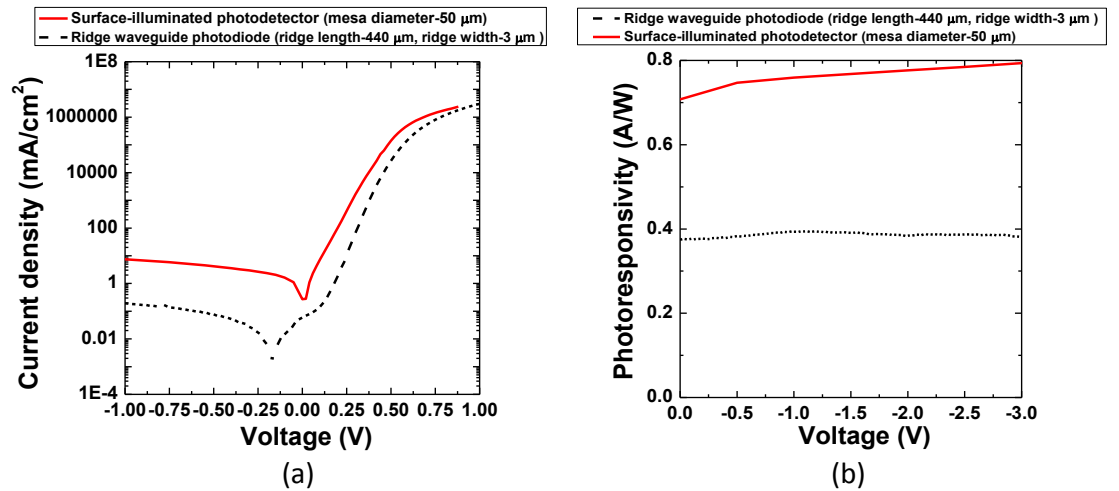 Surface-illuminated photodetector (mesa diameter-50 μm)
Ridge waveguide photodiode (ridge length-440 μm, ridge width-3 μm )
1E8
1000000
10000
100
1
0.01
1E-4
Current density (mA/cm²)
-1.00 -0.75 -0.50 -0.25 0.00 0.25 0.50 0.75 1.00
Voltage (V)
(a)
Ridge waveguide photodiode (ridge length-440 μm, ridge width-3 μm )
Surface-illuminated photodetector (mesa diameter-50 μm)
0.8
0.6
0.4
0.2
0.0
Photoresponsivity (A/W)
0.0 -0.5 -1.0 -1.5 -2.0 -2.5 -3.0
Voltage (V)
(b)